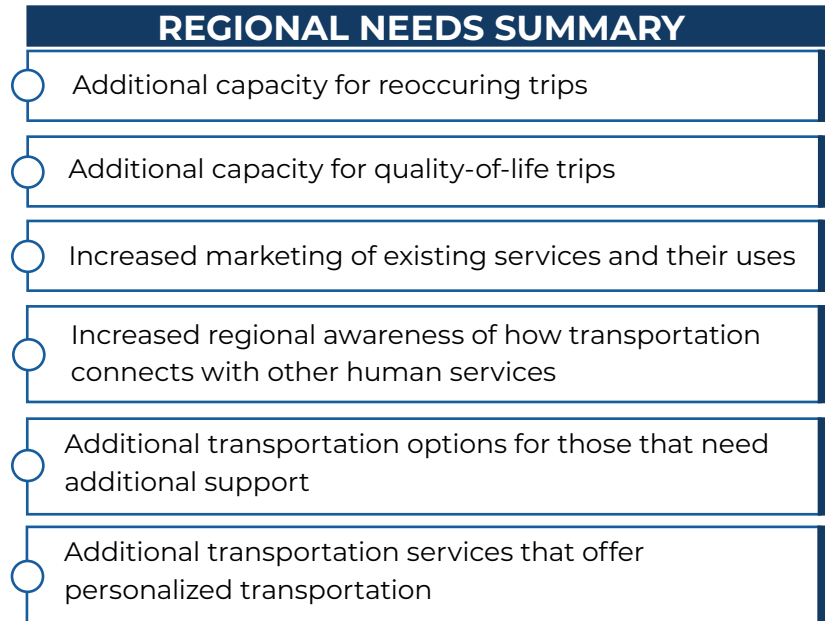 REGIONAL NEEDS SUMMARY
Additional capacity for reoccuring trips
Additional capacity for quality-of-life trips
Increased marketing of existing services and their uses
Increased regional awareness of how transportation
connects with other human services
Additional transportation options for those that need
additional support
Additional transportation services that offer
personalized transportation